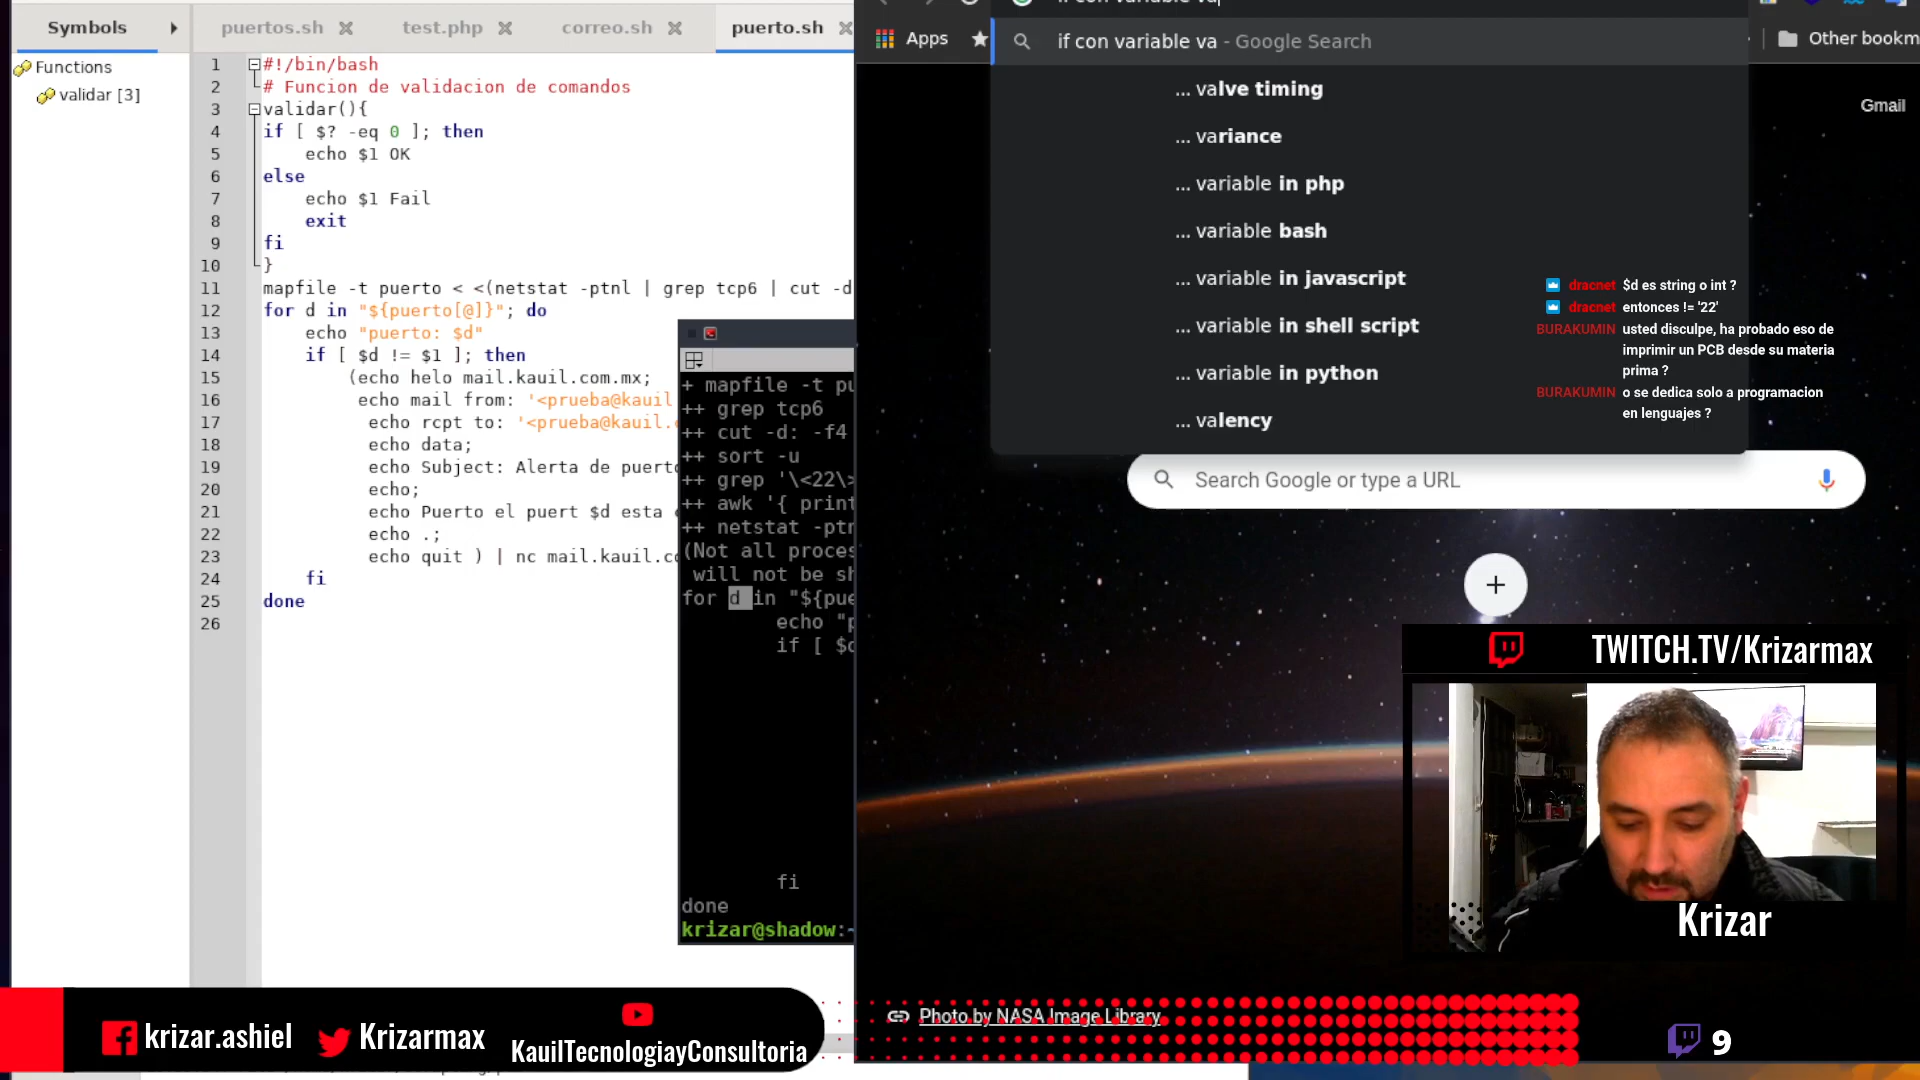 Symbols
puertos.sh
test.php
correo.sh
puerto.sh
Functions
validar [3]
1 #!/bin/bash
2 # Funcion de validacion de comandos
3 validar(){
4 if [ $? -eq 0 ]; then
5 echo $1 OK
6 else
7 echo $1 Fail
8 exit
9 fi
10 }
11 mapfile -t puerto < <(netstat -ptnl | grep tcp6 | cut -d
12 for d in "${puerto[@]}"; do
13 echo "puerto: $d"
14 if [ $d != $1 ]; then
15 (echo helo mail.kauil.com.mx;
16 echo mail from: '<prueba@kauil
17 echo rcpt to: '<prueba@kauil.
18 echo data;
19 echo Subject: Alerta de puert
20 echo;
21 echo Puerto el puert $d esta
22 echo .;
23 echo quit ) | nc mail.kauil.co
24 fi
25 done
26
+ mapfile -t pu
++ grep tcp6
++ cut -d: -f4
++ sort -u
++ grep '\<22\>
++ awk '{ print
++ netstat -ptn
(Not all proces
will not be sh
for d in "${pue
echo "p
if [ $d
fi
done
krizar@shadow:~
if con variable va
Apps
Other bookm
if con variable va - Google Search
... valve timing
... variance
... variable in php
... variable bash
... variable in javascript
... variable in shell script
... variable in python
... valency
Gmail
dracnet $d es string o int ?
dracnet entonces != '22'
BURAKUMIN usted disculpe, ha probado eso de
imprimir un PCB desde su materia
prima ?
BURAKUMIN o se dedica solo a programacion
en lenguajes ?
Search Google or type a URL
TWITCH.TV/Krizarmax
Krizar
Photo by NASA Image Library
krizar.ashiel
Krizarmax
KauilTecnologiayConsultoria
9